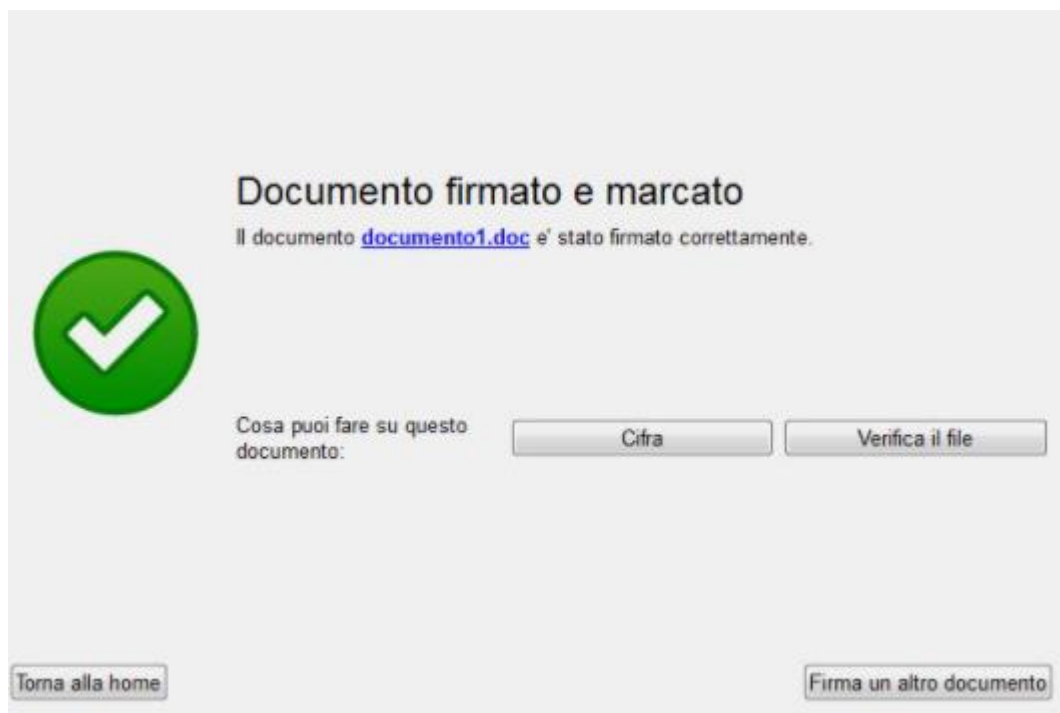 Documento firmato e marcato
Il documento documento1.doc e' stato firmato correttamente.
Cosa puoi fare su questo
documento:
Cifra
Verifica il file
Torna alla home
Firma un altro documento